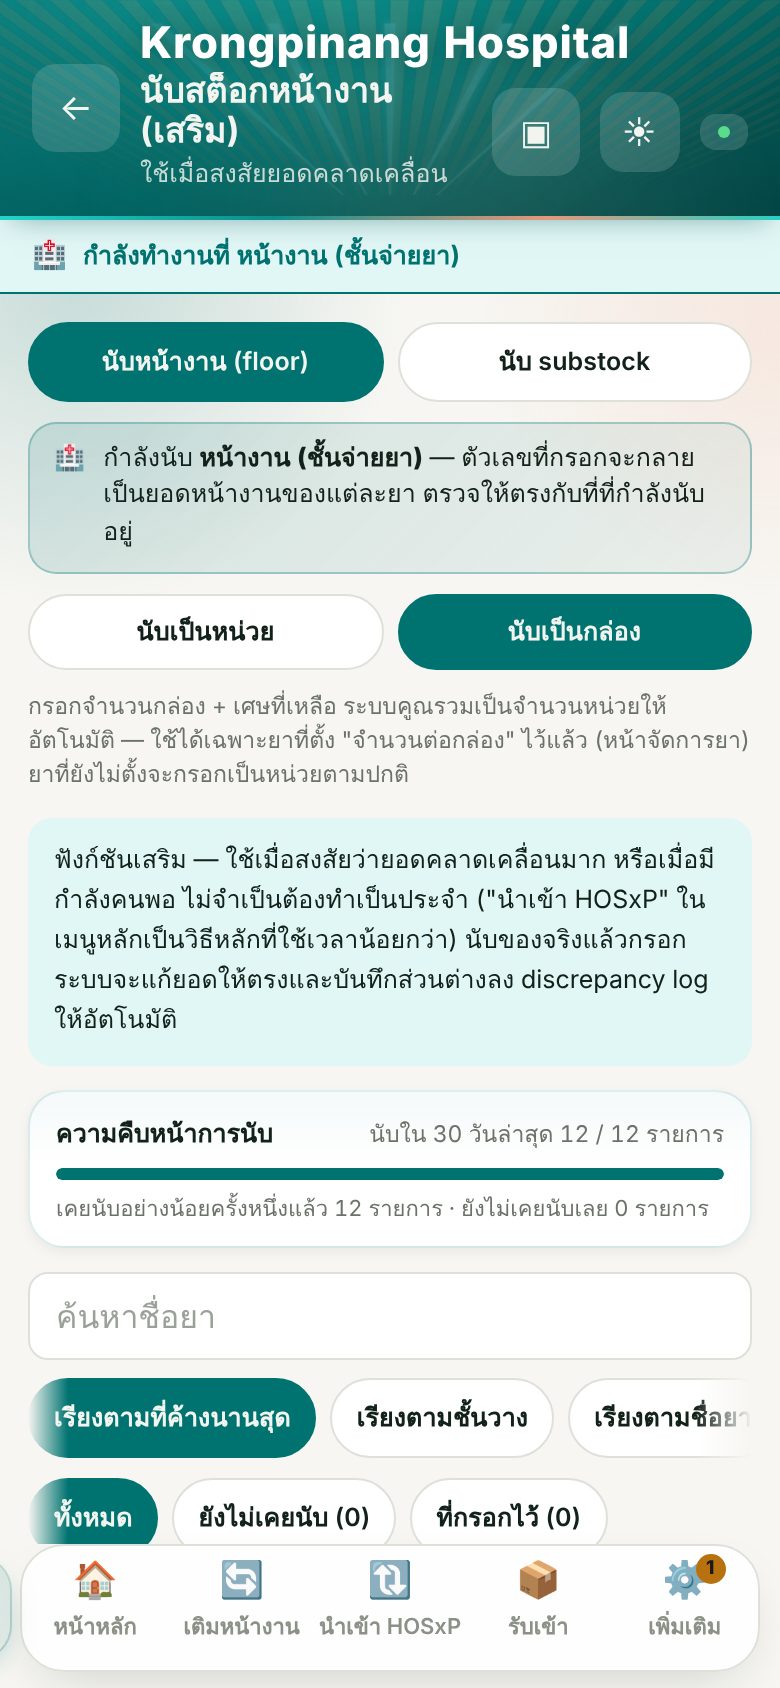 Krongpinang Hospital
นับสต็อกหน้างาน
(เสริม)
ใช้เมื่อสงสัยยอดคลาดเคลื่อน
กำลังทำงานที่ หน้างาน (ชั้นจ่ายยา)
นับหน้างาน (floor)
นับ substock
กำลังนับ หน้างาน (ชั้นจ่ายยา) — ตัวเลขที่กรอกจะกลาย
เป็นยอดหน้างานของแต่ละยา ตรวจให้ตรงกับที่ที่กำลังนับ
อยู่
นับเป็นหน่วย
นับเป็นกล่อง
กรอกจำนวนกล่อง + เศษที่เหลือ ระบบคูณรวมเป็นจำนวนหน่วยให้
อัตโนมัติ — ใช้ได้เฉพาะยาที่ตั้ง "จำนวนต่อกล่อง" ไว้แล้ว (หน้าจัดการยา)
ยาที่ยังไม่ตั้งจะกรอกเป็นหน่วยตามปกติ
ฟังก์ชันเสริม — ใช้เมื่อสงสัยว่ายอดคลาดเคลื่อนมาก หรือเมื่อมี
กำลังคนพอ ไม่จำเป็นต้องทำเป็นประจำ ("นำเข้า HOSxP" ใน
เมนูหลักเป็นวิธีหลักที่ใช้เวลาน้อยกว่า) นับของจริงแล้วกรอก
ระบบจะแก้ยอดให้ตรงและบันทึกส่วนต่างลง discrepancy log
ให้อัตโนมัติ
ความคืบหน้าการนับ
นับใน 30 วันล่าสุด 12 / 12 รายการ
เคยนับอย่างน้อยครั้งหนึ่งแล้ว 12 รายการ · ยังไม่เคยนับเลย 0 รายการ
ค้นหาชื่อยา
เรียงตามที่ค้างนานสุด
เรียงตามชั้นวาง
เรียงตามชื่อยา
ทั้งหมด
ยังไม่เคยนับ (0)
ที่กรอกไว้ (0)
1
หน้าหลัก
เติมหน้างาน
นำเข้า HOSxP
รับเข้า
เพิ่มเติม